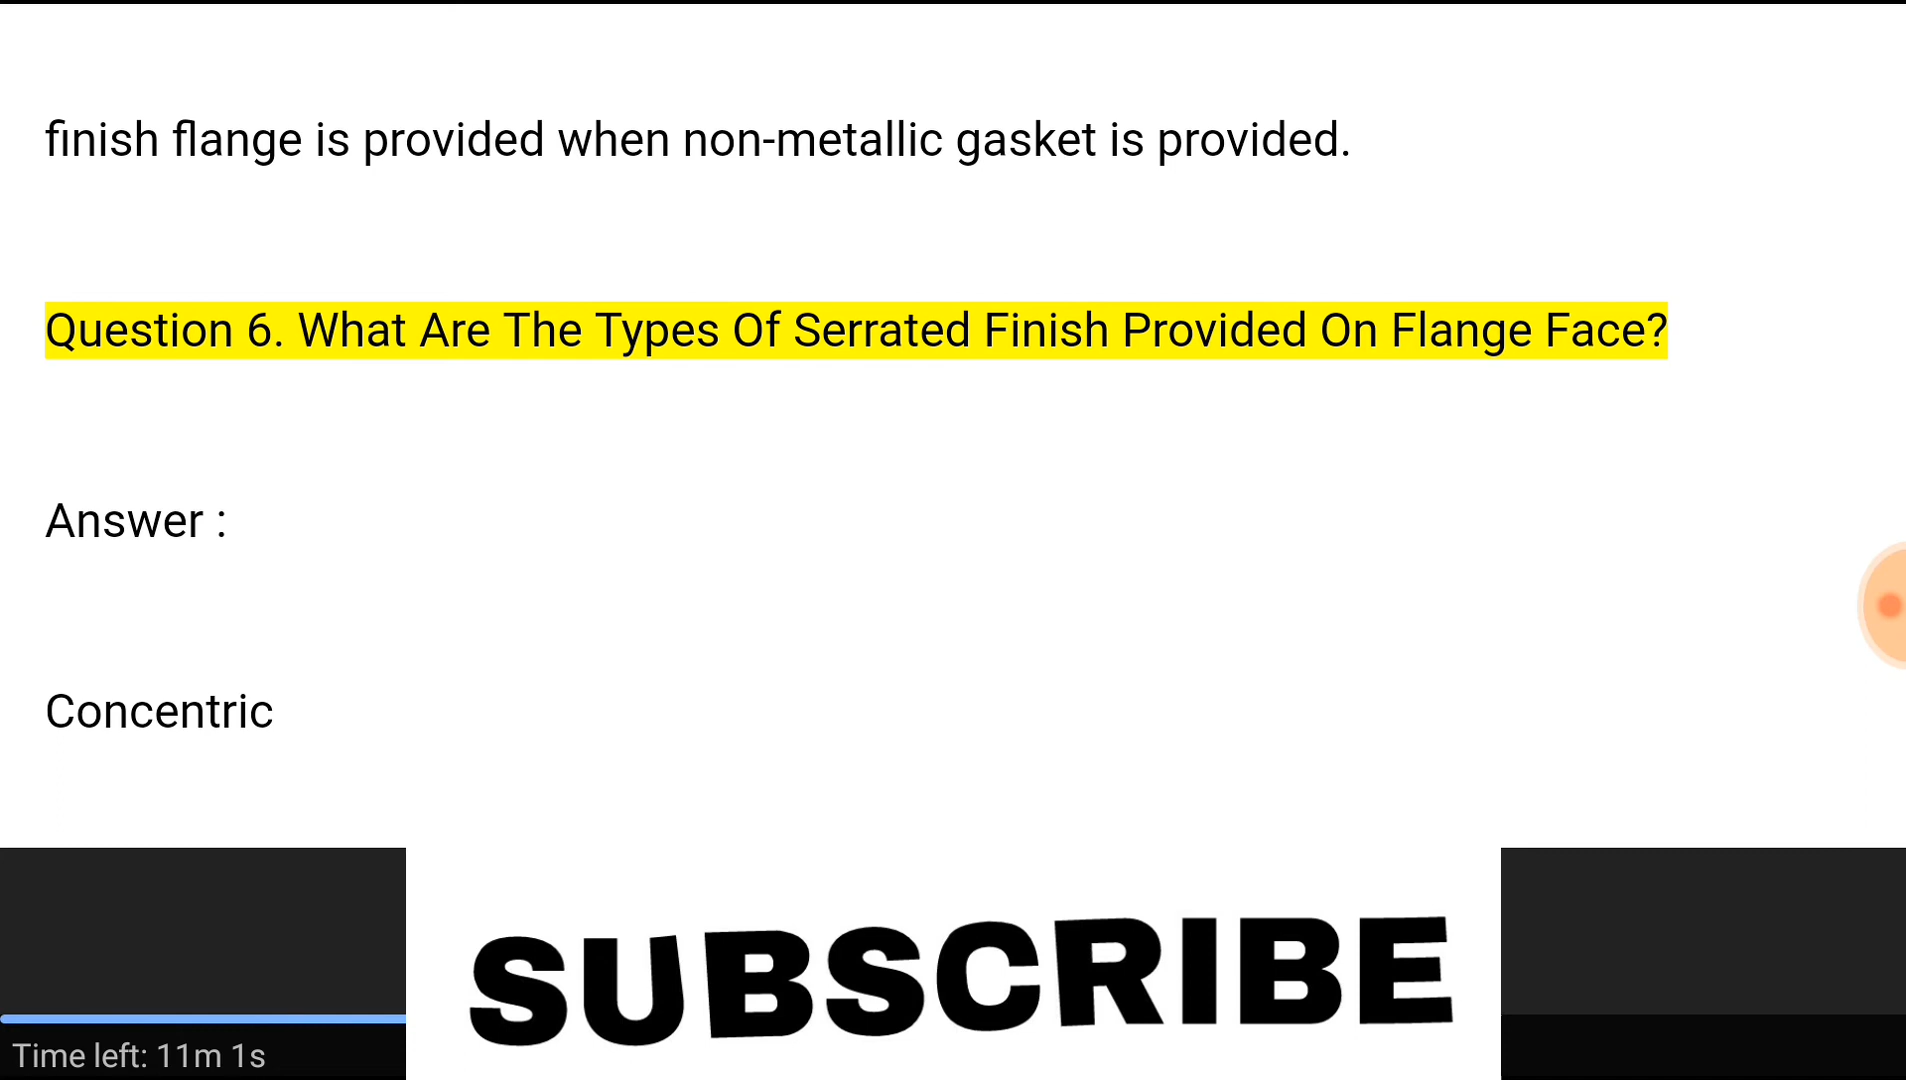 finish flange is provided when non-metallic gasket is provided.
Question 6. What Are The Types Of Serrated Finish Provided On Flange Face?
Answer :
Concentric
SUBSCRIBE
Time left: 11m 1s